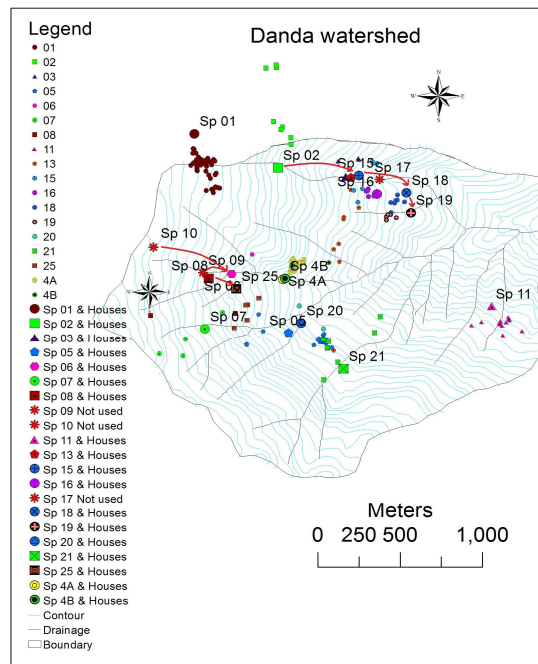 Legend
01
02
03
05
06
07
08
11
13
15
16
18
19
20
21
25
4A
4B
Sp 01 & Houses
Sp 02 & Houses
Sp 03 & Houses
Sp 05 & Houses
Sp 06 & Houses
Sp 07 & Houses
Sp 08 & Houses
Sp 09 Not used
Sp 10 Not used
Sp 11 & Houses
Sp 13 & Houses
Sp 15 & Houses
Sp 16 & Houses
Sp 17 Not used
Sp 18 & Houses
Sp 19 & Houses
Sp 20 & Houses
Sp 21 & Houses
Sp 25 & Houses
Sp 4A & Houses
Sp 4B & Houses
Contour
Drainage
Boundary
Danda watershed
N
W E
S
Sp 01
Sp 02
Sp 15
Sp 17
Sp 16
Sp 18
Sp 19
Sp 10
Sp 09
Sp 08
Sp 25
Sp 4B
Sp 4A
Sp 11
Sp 07
Sp 05
Sp 20
Sp 21
Meters
0 250 500 1,000